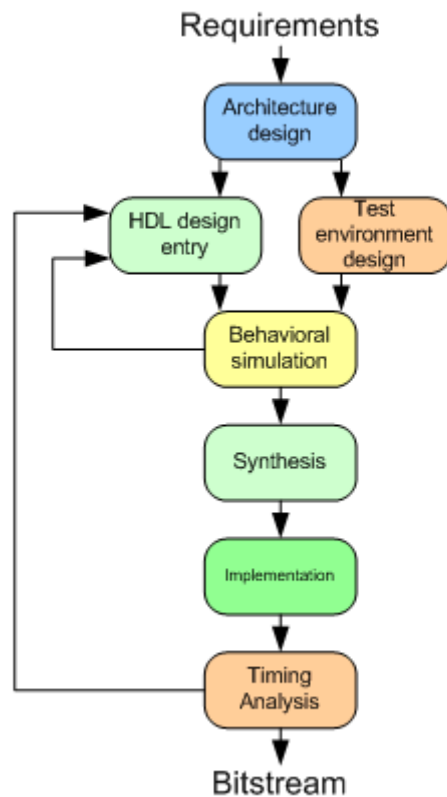 Requirements
Architecture
design
HDL design
entry
Test
environment
design
Behavioral
simulation
Synthesis
Implementation
Timing
Analysis
Bitstream